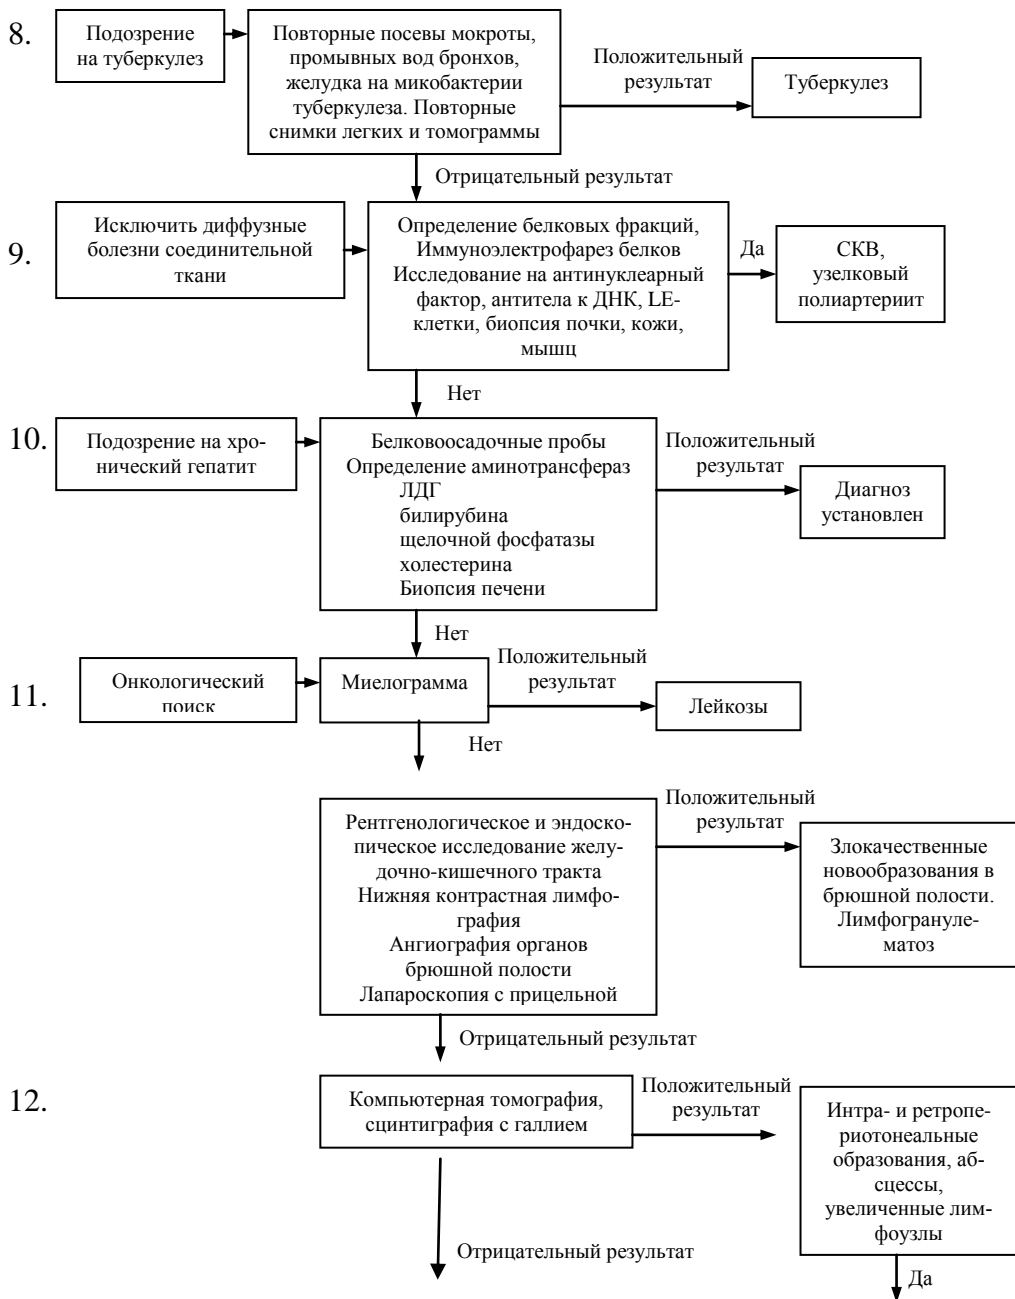 8.
Подозрение
на туберкулез
Повторные посевы мокроты,
промывных вод бронхов,
желудка на микобактерии
туберкулеза. Повторные
снимки легких и томограммы
Положительный
результат
Туберкулез
Отрицательный результат
9.
Исключить диффузные
болезни соединительной
ткани
Определение белковых фракций,
Иммуноэлектрофарез белков
Исследование на антинуклеарный
фактор, антитела к ДНК, LE-
клетки, биопсия почки, кожи,
мышц
Да
СКВ,
узелковый
полиартериит
Нет
10.
Подозрение на хро-
нический гепатит
Белковоосадочные пробы
Определение аминотрансфераз
ЛДГ
билирубина
щелочной фосфатазы
холестерина
Биопсия печени
Положительный
результат
Диагноз
установлен
Нет
11.
Онкологический
поиск
Миелограмма
Положительный
результат
Лейкозы
Нет
Рентгенологическое и эндоско-
пическое исследование желу-
дочно-кишечного тракта
Нижняя контрастная лимфо-
графия
Ангиография органов
брюшной полости
Лапароскопия с прицельной
Положительный
результат
Злокачественные
новообразования в
брюшной полости.
Лимфогранулe-
матоз
Отрицательный результат
12.
Компьютерная томография,
сцинтиграфия с галлием
Положительный
результат
Интра- и ретропе-
риотонеальные
образования, аб-
сцессы,
увеличенные лим-
фоузлы
Отрицательный результат
Да